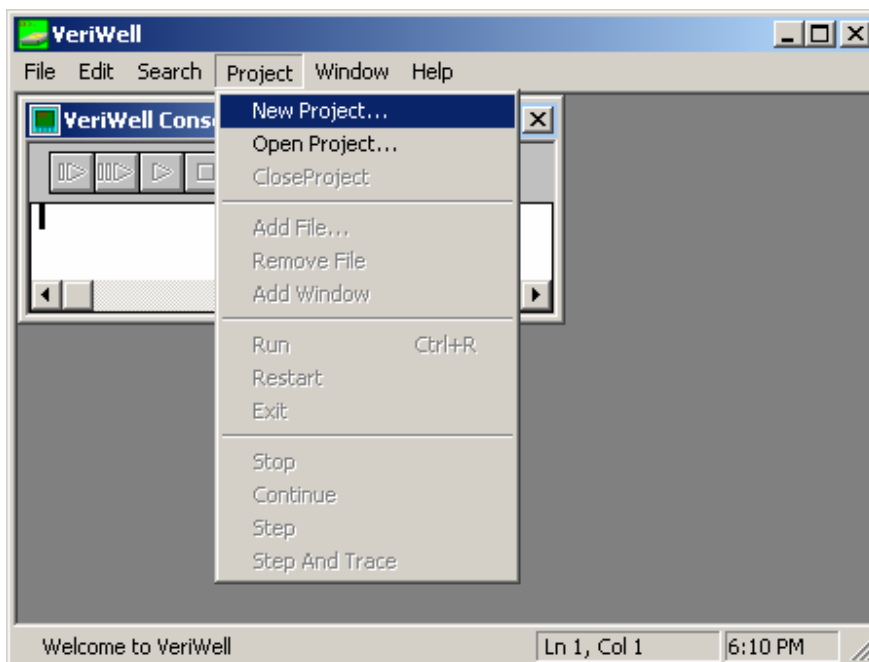 VeriWell
File Edit Search Project Window Help
VeriWell Cons
New Project...
Open Project...
CloseProject
Add File...
Remove File
Add Window
Run Ctrl+R
Restart
Exit
Stop
Continue
Step
Step And Trace
Welcome to VeriWell Ln 1, Col 1 6:10 PM